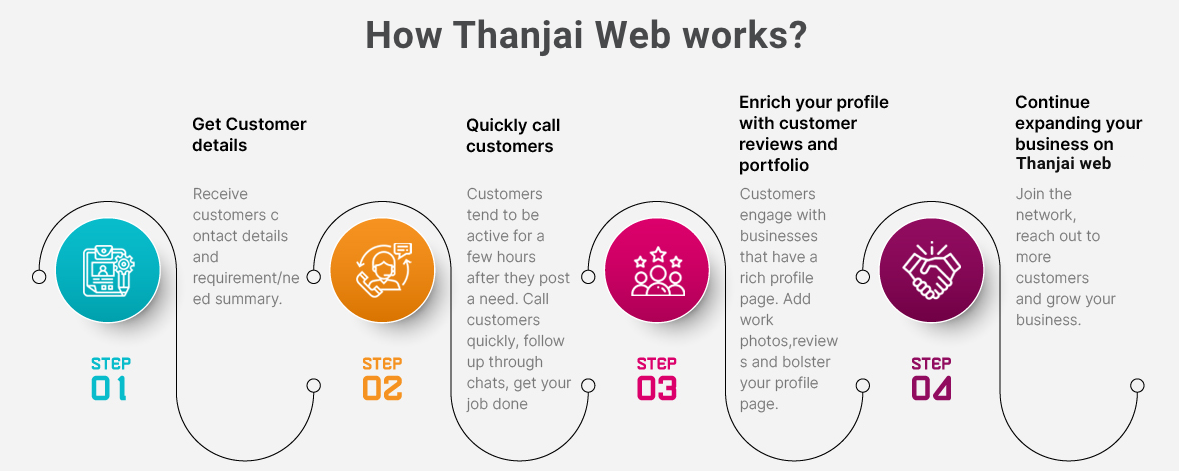 How Thanjai Web works?
Get Customer
details
Receive
customers c
ontact details
and
requirement/ne
ed summary.
STEP
01
Quickly call
customers
Customers
tend to be
active for a
few hours
after they post
a need. Call
customers
quickly, follow
up through
chats, get your
job done
STEP
02
Enrich your profile
with customer
reviews and
portfolio
Customers
engage with
businesses
that have a
rich profile
page. Add
work
photos,review
s and bolster
your profile
page.
STEP
03
Continue
expanding your
business on
Thanjai web
Join the
network,
reach out to
more
customers
and grow your
business.
STEP
04